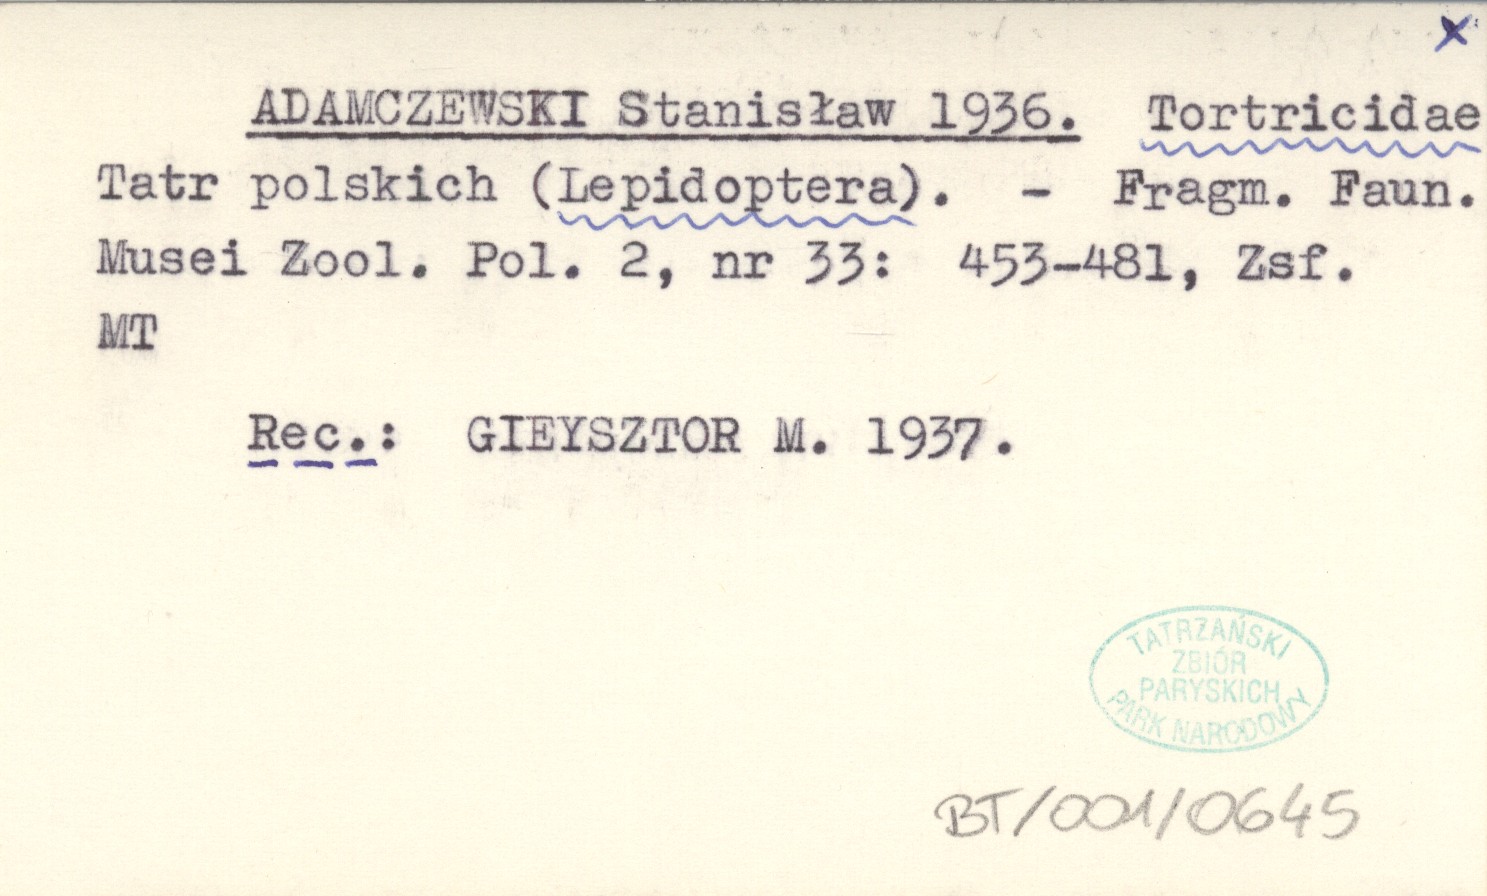 x
ADAMCZEWSKI Stanisław 1936. Tortricidae
Tatr polskich (Lepidoptera). - Fragm. Faun.
Musei Zool. Pol. 2, nr 33: 453-481, Zsf.
MT
Rec.: GIEYSZTOR M. 1937.
TATRZAŃSKI
ZBIÓR
PARYSKICH
PARK NARODOWY
BT/001/0645